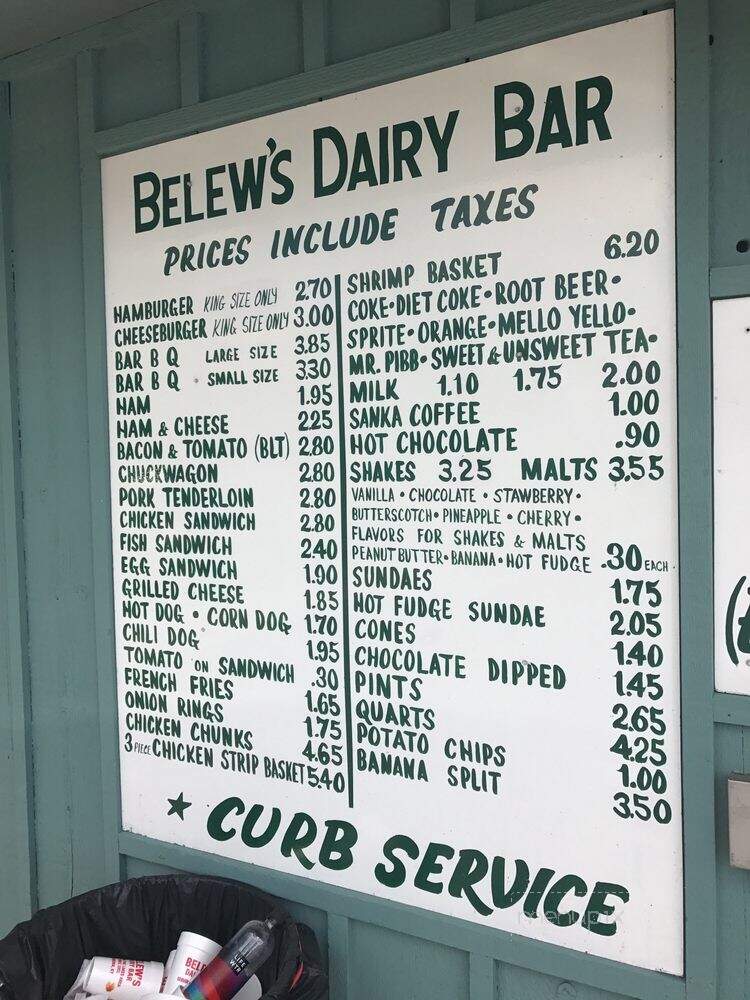 BELEW'S DAIRY BAR
PRICES INCLUDE TAXES
HAMBURGER KING SIZE ONLY 2.70
CHEESEBURGER KING SIZE ONLY 3.00
BAR B Q LARGE SIZE 3.85
BAR B Q • SMALL SIZE 330
HAM 1.95
HAM & CHEESE 225
BACON & TOMATO (BLT) 2.80
CHUCKWAGON 2.80
PORK TENDERLOIN 2.80
CHICKEN SANDWICH 2.80
FISH SANDWICH 2.40
EGG SANDWICH 1.90
GRILLED CHEESE 1.85
HOT DOG • CORN DOG 1.70
CHILI DOG 1.95
TOMATO ON SANDWICH .30
FRENCH FRIES 1.65
ONION RINGS 1.75
CHICKEN CHUNKS 4.65
3 PIECE CHICKEN STRIP BASKET 5.40
SHRIMP BASKET 6.20
COKE•DIET COKE•ROOT BEER•
SPRITE•ORANGE•MELLO YELLO•
MR. PIBB•SWEET & UNSWEET TEA•
MILK 1.10 1.75 2.00
SANKA COFFEE 1.00
HOT CHOCOLATE .90
SHAKES 3.25 MALTS 3.55
VANILLA • CHOCOLATE • STAWBERRY •
BUTTERSCOTCH • PINEAPPLE • CHERRY •
FLAVORS FOR SHAKES & MALTS
PEANUT BUTTER•BANANA•HOT FUDGE .30 EACH
SUNDAES 1.75
HOT FUDGE SUNDAE 2.05
CONES 1.40
CHOCOLATE DIPPED 1.45
PINTS 2.65
QUARTS 4.25
POTATO CHIPS 1.00
BANANA SPLIT 3.50
★ CURB SERVICE